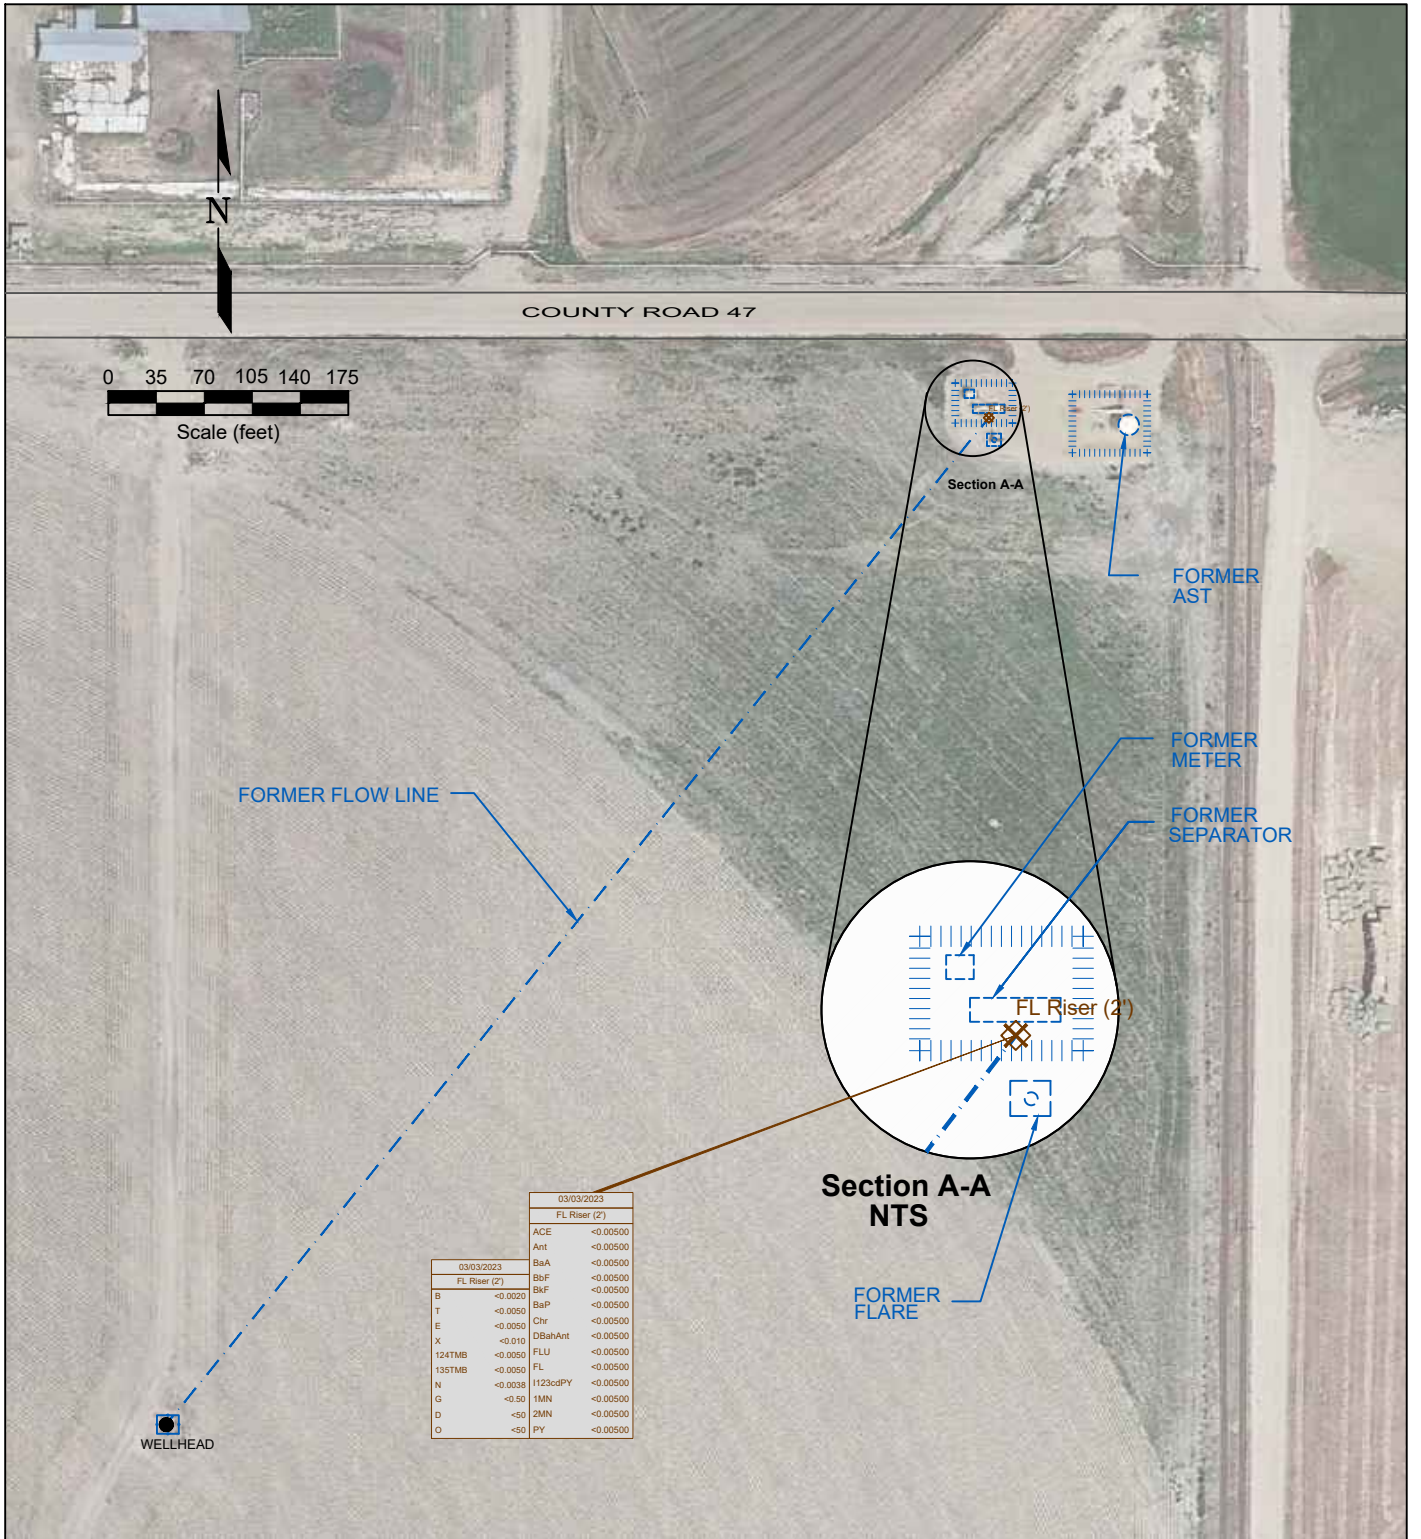 N
COUNTY ROAD 47
0 35 70 105 140 175
Scale (feet)
FL Riser (2')
Section A-A
FORMER
AST
FORMER
METER
FORMER FLOW LINE
FORMER
SEPARATOR
FL Riser (2')
Section A-A
NTS
FORMER
FLARE
03/03/2023
FL Riser (2')
ACE <0.00500
Ant <0.00500
BaA <0.00500
BbF <0.00500
BkF <0.00500
BaP <0.00500
Chr <0.00500
DBahAnt <0.00500
FLU <0.00500
FL <0.00500
I123cdPY <0.00500
1MN <0.00500
2MN <0.00500
PY <0.00500
03/03/2023
FL Riser (2')
B <0.0020
T <0.0050
E <0.0050
X <0.010
124TMB <0.0050
135TMB <0.0050
N <0.0038
G <0.50
D <50
O <50
WELLHEAD